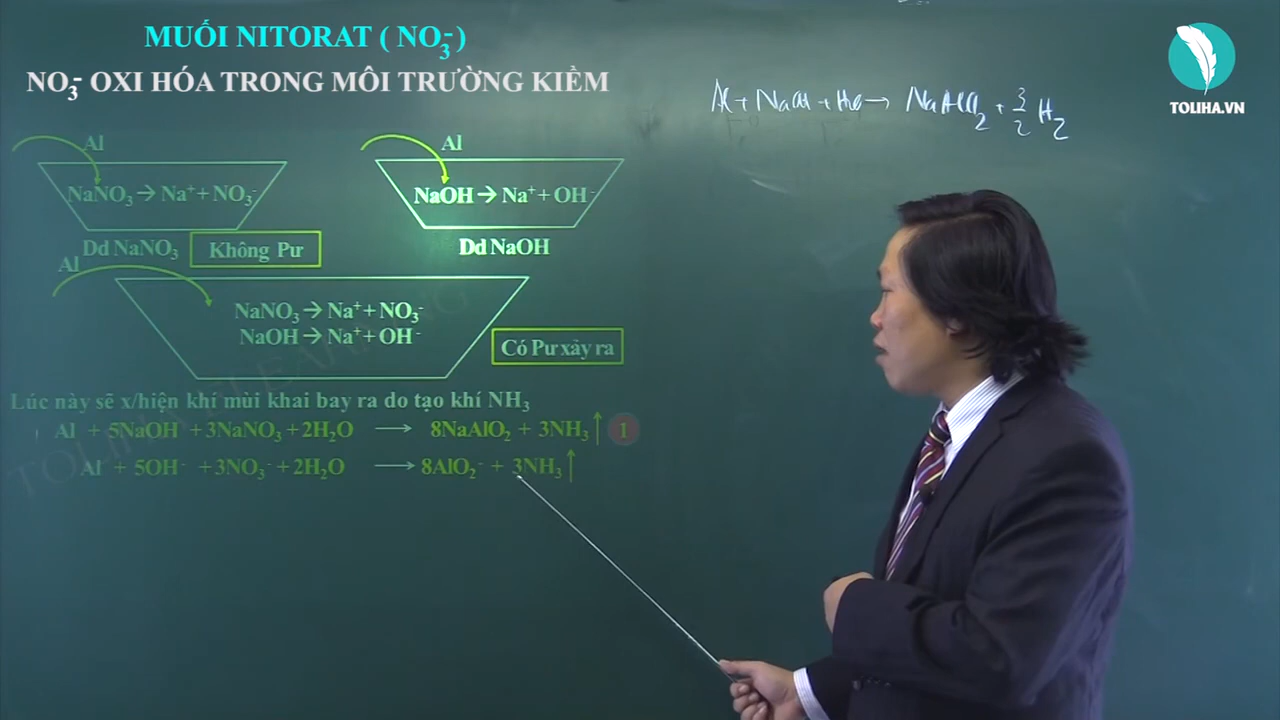 MUỐI NITORAT ( NO₃⁻ )
NO₃⁻ OXI HÓA TRONG MÔI TRƯỜNG KIỀM
TOLIHA.VN
Al + NaOH + H₂O → NaAlO₂ + 3/2 H₂
Al
NaNO₃ → Na⁺ + NO₃⁻
Dd NaNO₃
Không Pư
Al
NaOH → Na⁺ + OH⁻
Dd NaOH
Al
NaNO₃ → Na⁺ + NO₃⁻
NaOH → Na⁺ + OH⁻
Có Pư xảy ra
Lúc này sẽ x/hiện khí mùi khai bay ra do tạo khí NH₃
Al + 5NaOH + 3NaNO₃ + 2H₂O → 8NaAlO₂ + 3NH₃↑ 1
Al + 5OH⁻ + 3NO₃⁻ + 2H₂O → 8AlO₂⁻ + 3NH₃↑